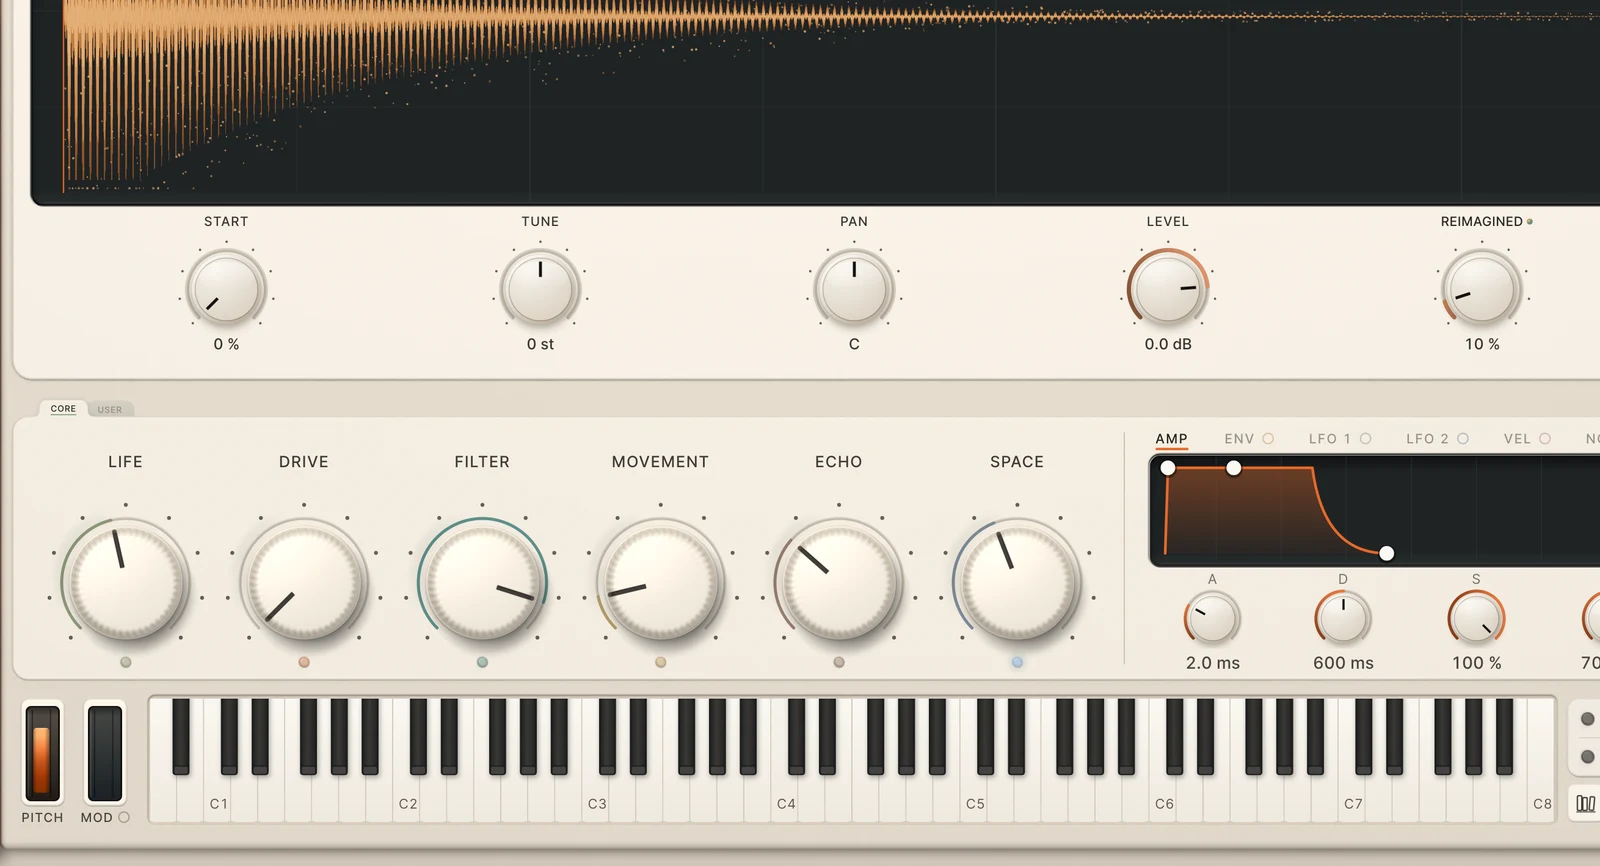 START TUNE PAN LEVEL REIMAGINED
0 % 0 st C 0.0 dB 10 %
CORE USER
AMP ENV LFO 1 LFO 2 VEL
LIFE DRIVE FILTER MOVEMENT ECHO SPACE
A D S
2.0 ms 600 ms 100 % 70
C1 C2 C3 C4 C5 C6 C7 C8
PITCH MOD